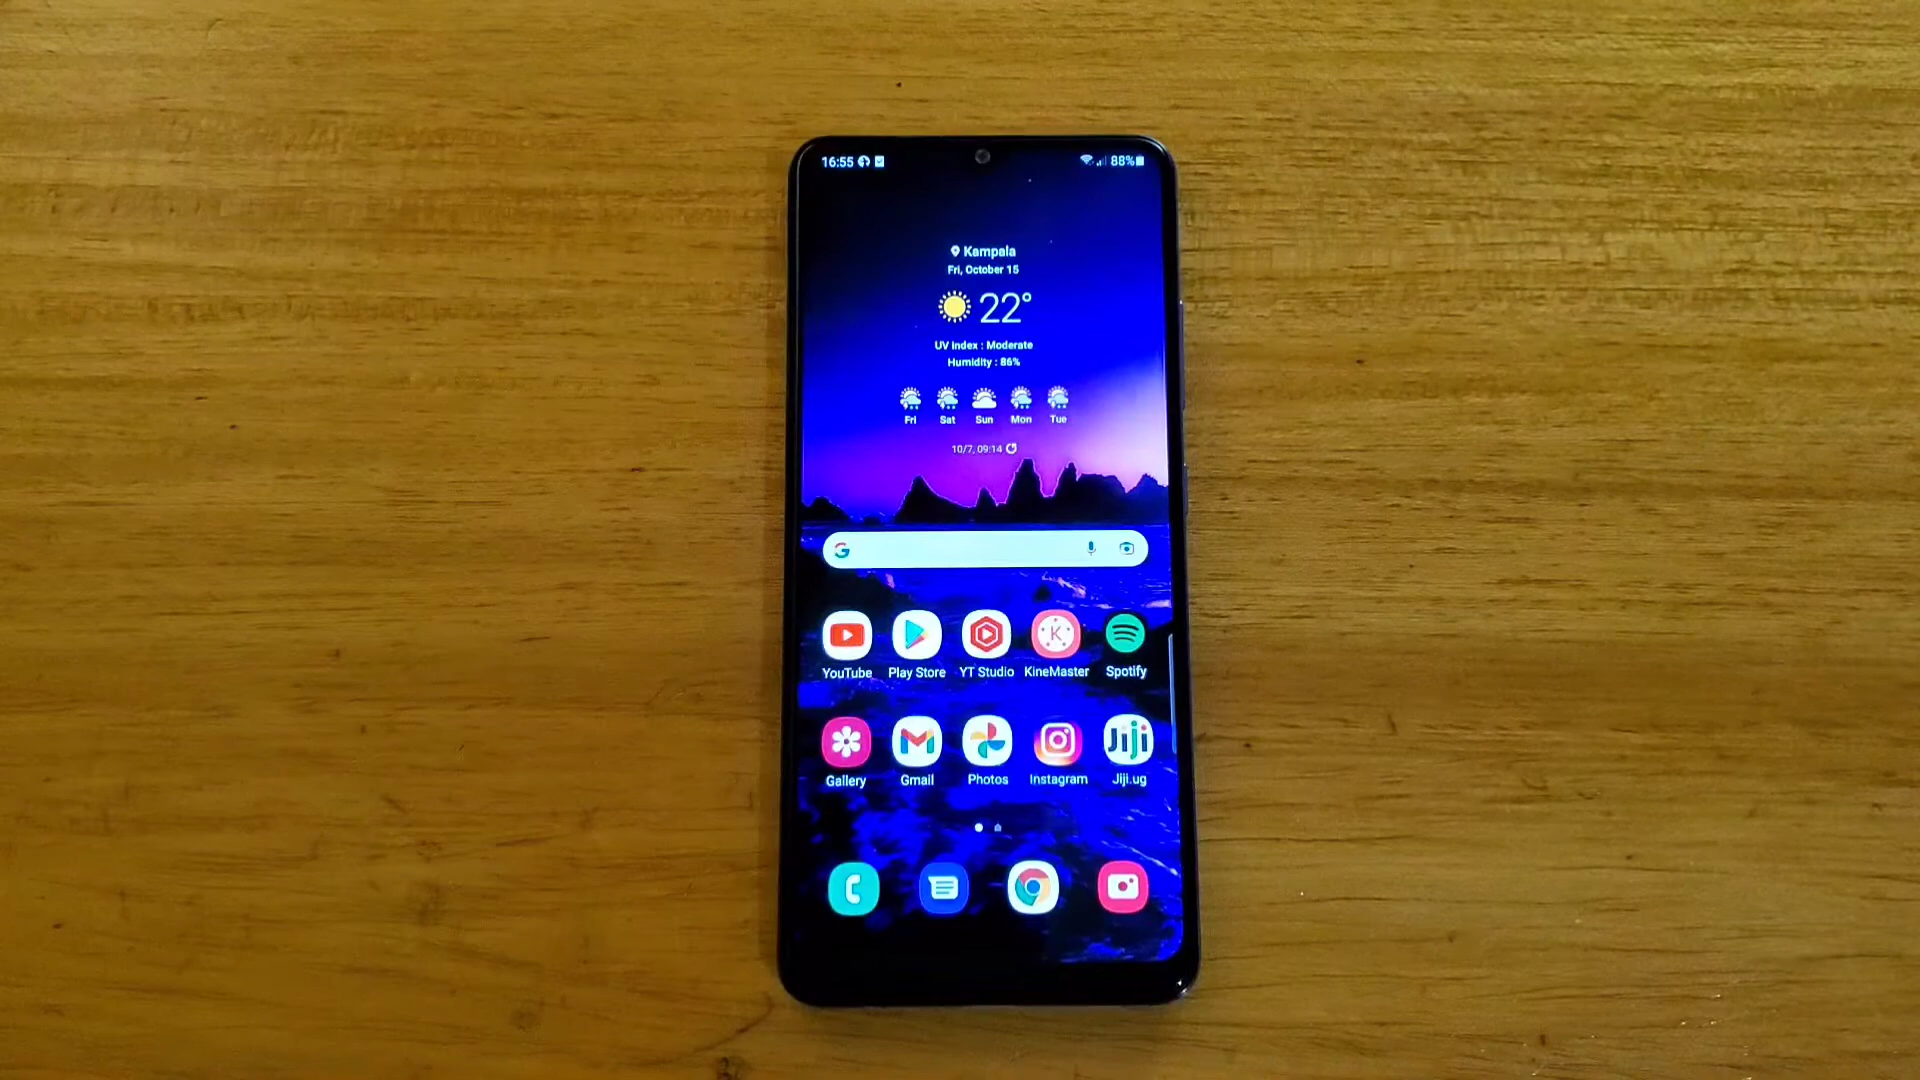 16:55 88%
Kampala
Fri, October 15
22°
UV index : Moderate
Humidity : 86%
Fri Sat Sun Mon Tue
10/7, 09:14
G
K
YouTube Play Store YT Studio KineMaster Spotify
Jiji
Gallery Gmail Photos Instagram Jiji.ug